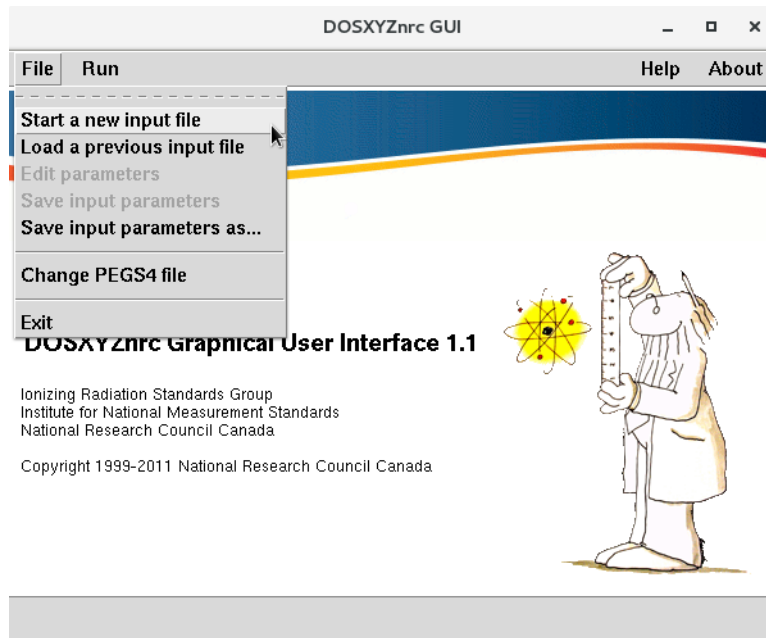 DOSXYZnrc GUI
File Run Help About
Start a new input file
Load a previous input file
Edit parameters
Save input parameters
Save input parameters as...
Change PEGS4 file
Exit
DOSXYZnrc Graphical User Interface 1.1
Ionizing Radiation Standards Group
Institute for National Measurement Standards
National Research Council Canada
Copyright 1999-2011 National Research Council Canada